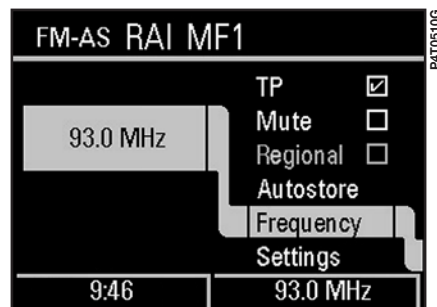 FM-AS RAI MF1
TP
Mute
93.0 MHz
Regional
Autostore
Frequency
Settings
9:46
93.0 MHz
P4T0510G